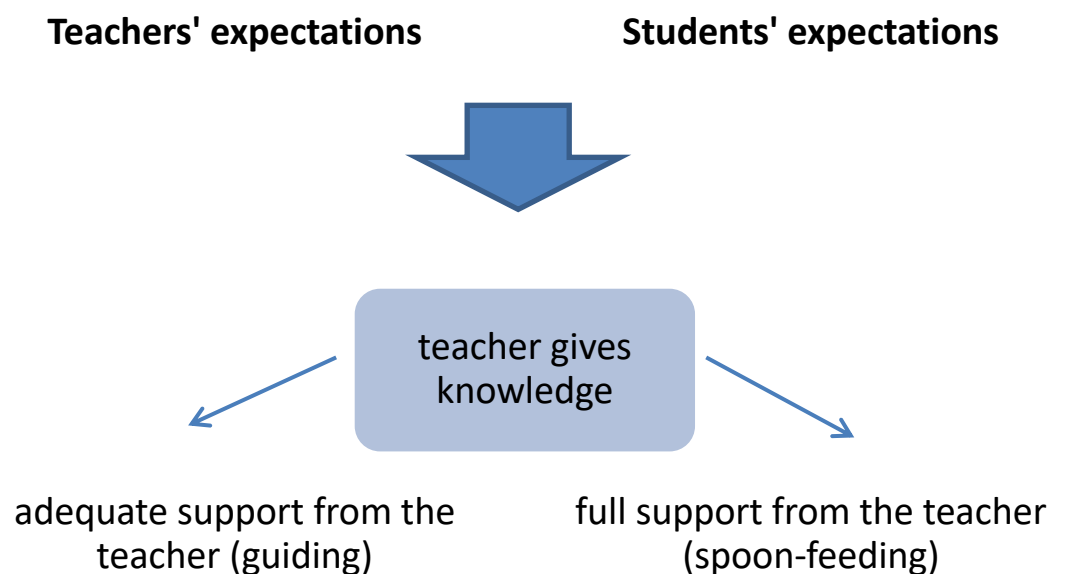 Teachers' expectations
Students' expectations
teacher gives
knowledge
adequate support from the
teacher (guiding)
full support from the teacher
(spoon-feeding)